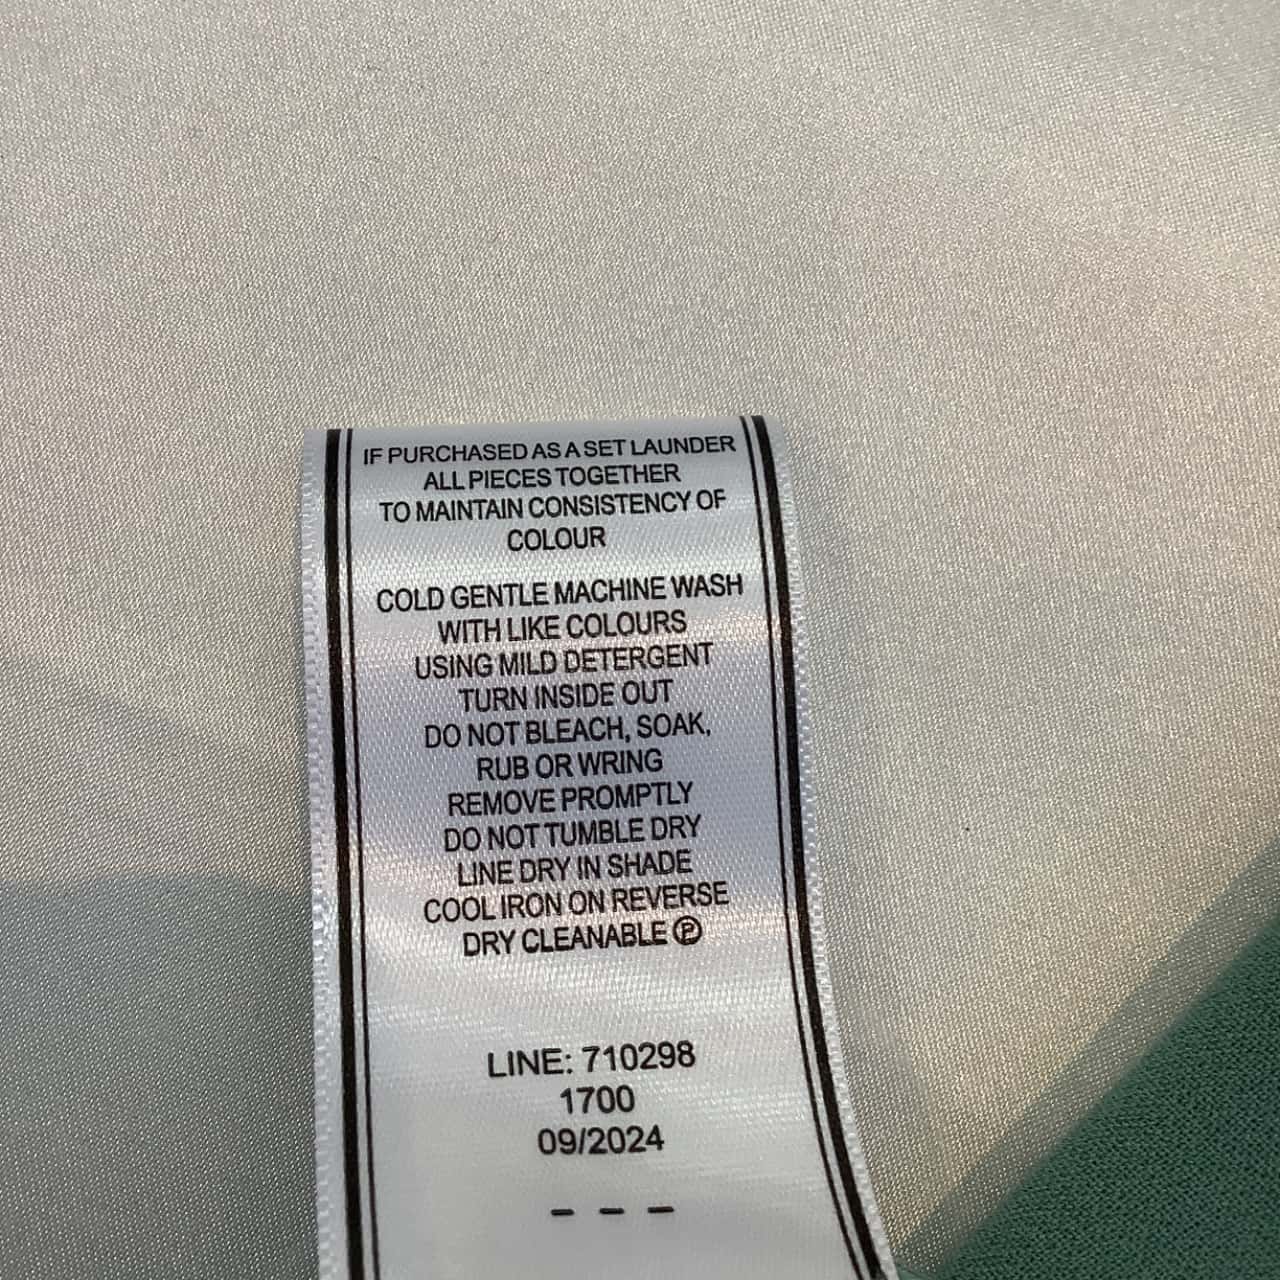 IF PURCHASED AS A SET LAUNDER
ALL PIECES TOGETHER
TO MAINTAIN CONSISTENCY OF
COLOUR
COLD GENTLE MACHINE WASH
WITH LIKE COLOURS
USING MILD DETERGENT
TURN INSIDE OUT
DO NOT BLEACH, SOAK,
RUB OR WRING
REMOVE PROMPTLY
DO NOT TUMBLE DRY
LINE DRY IN SHADE
COOL IRON ON REVERSE
DRY CLEANABLE Ⓟ
LINE: 710298
1700
09/2024
– – –